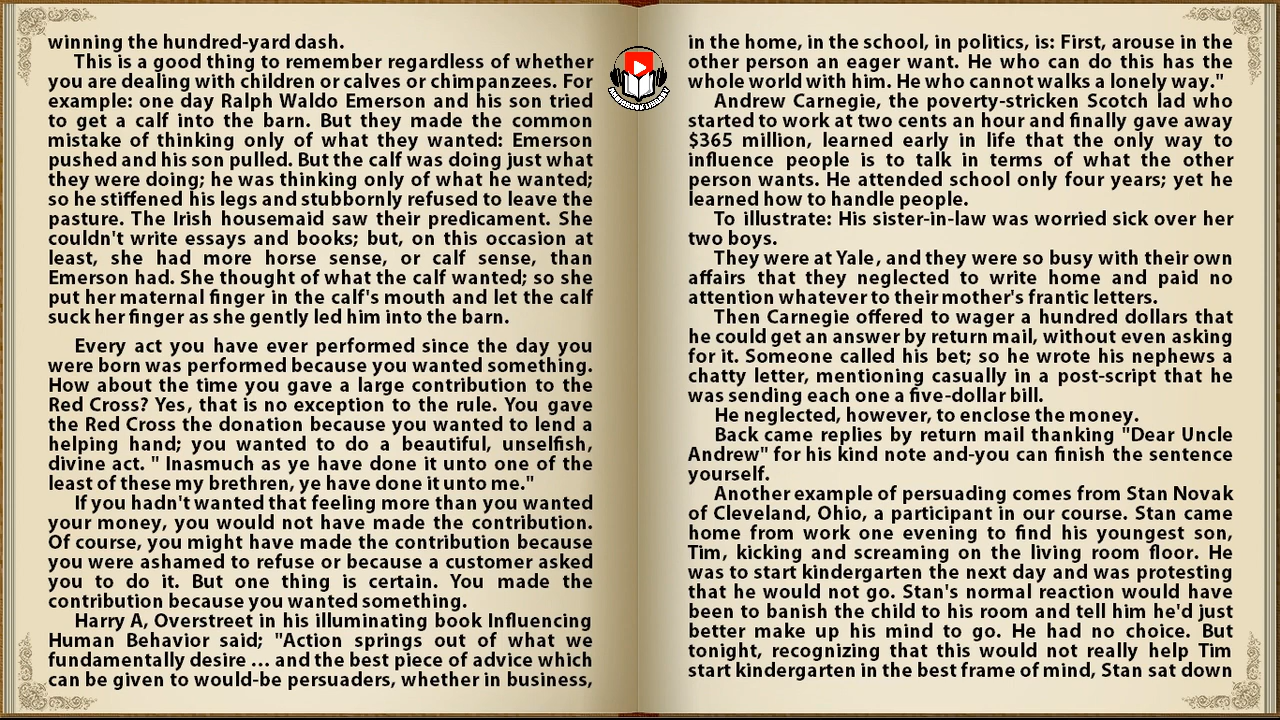 winning the hundred-yard dash.
This is a good thing to remember regardless of whether
you are dealing with children or calves or chimpanzees. For
example: one day Ralph Waldo Emerson and his son tried
to get a calf into the barn. But they made the common
mistake of thinking only of what they wanted: Emerson
pushed and his son pulled. But the calf was doing just what
they were doing; he was thinking only of what he wanted;
so he stiffened his legs and stubbornly refused to leave the
pasture. The Irish housemaid saw their predicament. She
couldn't write essays and books; but, on this occasion at
least, she had more horse sense, or calf sense, than
Emerson had. She thought of what the calf wanted; so she
put her maternal finger in the calf's mouth and let the calf
suck her finger as she gently led him into the barn.
Every act you have ever performed since the day you
were born was performed because you wanted something.
How about the time you gave a large contribution to the
Red Cross? Yes, that is no exception to the rule. You gave
the Red Cross the donation because you wanted to lend a
helping hand; you wanted to do a beautiful, unselfish,
divine act. " Inasmuch as ye have done it unto one of the
least of these my brethren, ye have done it unto me."
If you hadn't wanted that feeling more than you wanted
your money, you would not have made the contribution.
Of course, you might have made the contribution because
you were ashamed to refuse or because a customer asked
you to do it. But one thing is certain. You made the
contribution because you wanted something.
Harry A, Overstreet in his illuminating book Influencing
Human Behavior said; "Action springs out of what we
fundamentally desire ... and the best piece of advice which
can be given to would-be persuaders, whether in business,
in the home, in the school, in politics, is: First, arouse in the
other person an eager want. He who can do this has the
whole world with him. He who cannot walks a lonely way."
Andrew Carnegie, the poverty-stricken Scotch lad who
started to work at two cents an hour and finally gave away
$365 million, learned early in life that the only way to
influence people is to talk in terms of what the other
person wants. He attended school only four years; yet he
learned how to handle people.
To illustrate: His sister-in-law was worried sick over her
two boys.
They were at Yale, and they were so busy with their own
affairs that they neglected to write home and paid no
attention whatever to their mother's frantic letters.
Then Carnegie offered to wager a hundred dollars that
he could get an answer by return mail, without even asking
for it. Someone called his bet; so he wrote his nephews a
chatty letter, mentioning casually in a post-script that he
was sending each one a five-dollar bill.
He neglected, however, to enclose the money.
Back came replies by return mail thanking "Dear Uncle
Andrew" for his kind note and-you can finish the sentence
yourself.
Another example of persuading comes from Stan Novak
of Cleveland, Ohio, a participant in our course. Stan came
home from work one evening to find his youngest son,
Tim, kicking and screaming on the living room floor. He
was to start kindergarten the next day and was protesting
that he would not go. Stan's normal reaction would have
been to banish the child to his room and tell him he'd just
better make up his mind to go. He had no choice. But
tonight, recognizing that this would not really help Tim
start kindergarten in the best frame of mind, Stan sat down